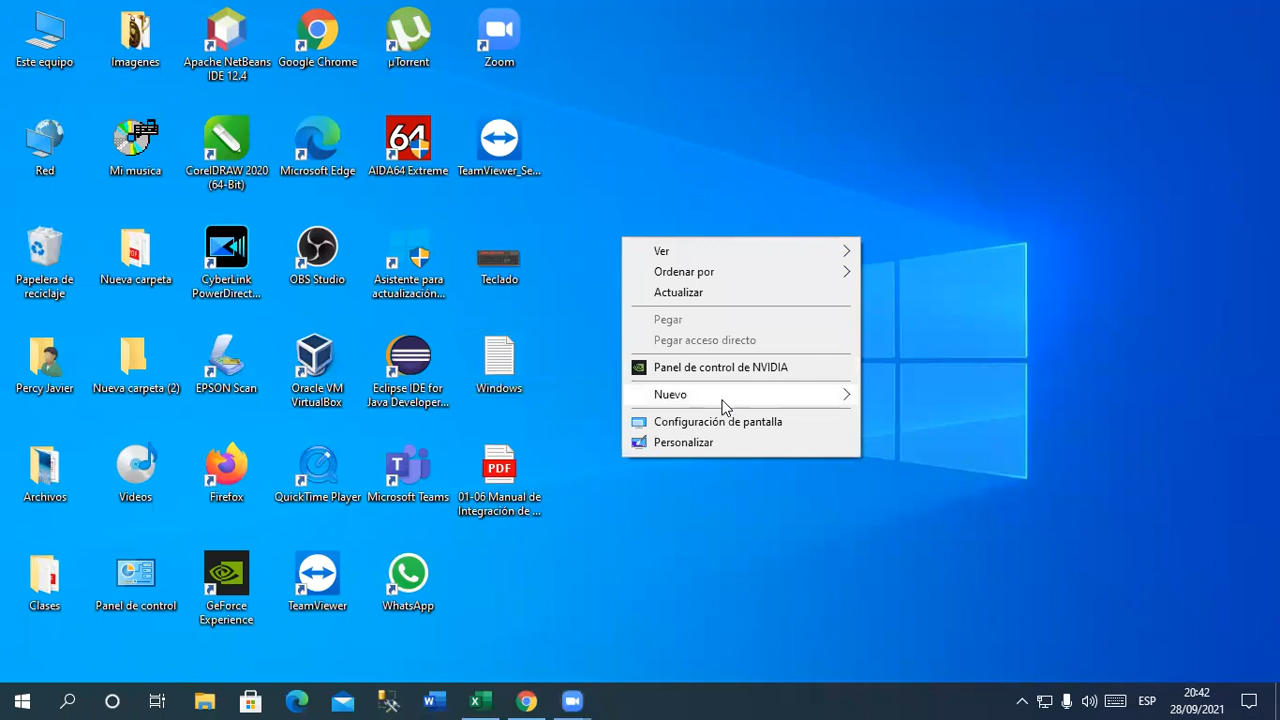 Este equipo
Imagenes
Apache NetBeans
IDE 12.4
Google Chrome
µTorrent
Zoom
Red
Mi musica
CorelDRAW 2020
(64-Bit)
Microsoft Edge
64
AIDA64 Extreme
TeamViewer_Se...
Papelera de
reciclaje
Nueva carpeta
CyberLink
PowerDirect...
OBS Studio
Asistente para
actualización...
Teclado
Percy Javier
Nueva carpeta (2)
EPSON Scan
Oracle VM
VirtualBox
Eclipse IDE for
Java Developer...
Windows
Archivos
Videos
Firefox
QuickTime Player
Microsoft Teams
PDF
01-06 Manual de
Integración de ...
Clases
Panel de control
GeForce
Experience
TeamViewer
WhatsApp
Ver
Ordenar por
Actualizar
Pegar
Pegar acceso directo
Panel de control de NVIDIA
Nuevo
Configuración de pantalla
Personalizar
ESP
20:42
28/09/2021